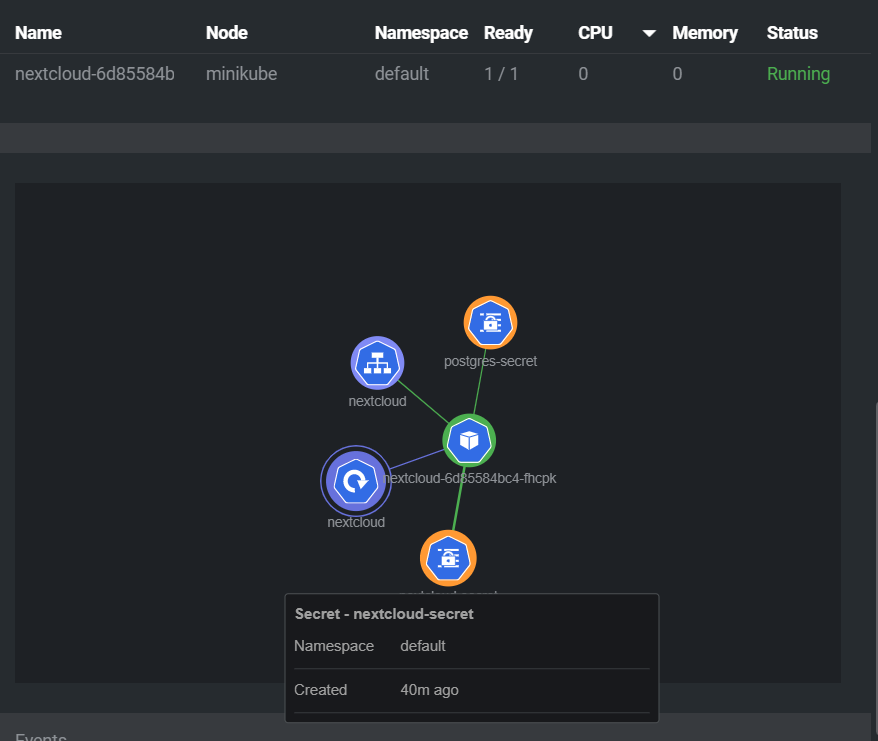 Name Node Namespace Ready CPU Memory Status
nextcloud-6d85584b minikube default 1 / 1 0 0 Running
postgres-secret
nextcloud
nextcloud-6d85584bc4-fhcpk
nextcloud
Secret - nextcloud-secret
Namespace default
Created 40m ago
Events